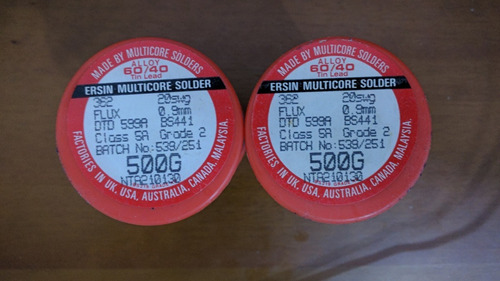 MADE BY MULTICORE SOLDERS
ALLOY
60/40
Tin Lead
ERSIN MULTICORE SOLDER
362 20swg
FLUX 0.9mm
DTD 599A BS441
Class 5A Grade 2
BATCH No:539/251
500G
NTA210130
FACTORIES IN UK, USA, AUSTRALIA, CANADA, MALAYSIA.
MADE BY MULTICORE SOLDERS
ALLOY
60/40
Tin Lead
ERSIN MULTICORE SOLDER
362 20swg
FLUX 0.9mm
DTD 599A BS441
Class 5A Grade 2
BATCH No:539/251
500G
NTA210130
FACTORIES IN UK, USA, AUSTRALIA, CANADA, MALAYSIA.